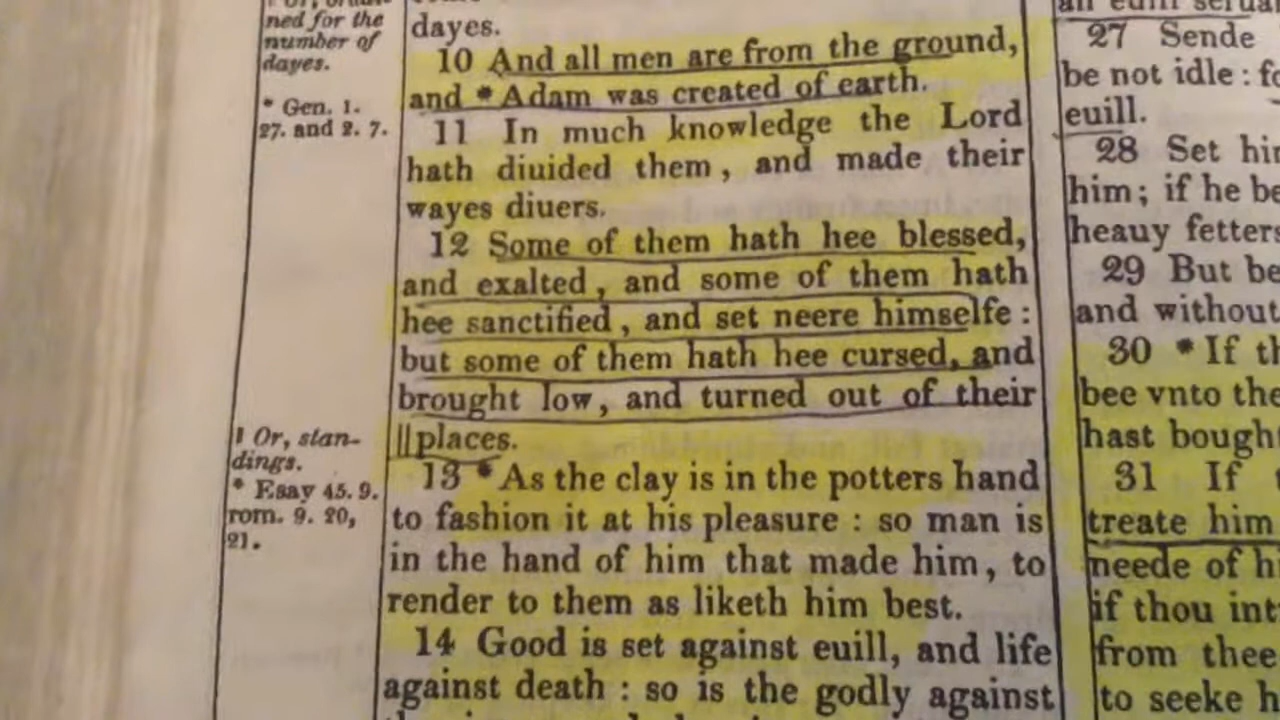 ned for the
number of
dayes.
* Gen. 1.
27. and 2. 7.
‖ Or, stan-
dings.
* Esay 45. 9.
rom. 9. 20,
21.
dayes.
10 And all men are from the ground,
and * Adam was created of earth.
11 In much knowledge the Lord
hath diuided them, and made their
wayes diuers.
12 Some of them hath hee blessed,
and exalted, and some of them hath
hee sanctified, and set neere himselfe:
but some of them hath hee cursed, and
brought low, and turned out of their
‖ places.
13 * As the clay is in the potters hand
to fashion it at his pleasure: so man is
in the hand of him that made him, to
render to them as liketh him best.
14 Good is set against euill, and life
against death: so is the godly against
27 Sende
be not idle: fo
euill.
28 Set hi
him; if he be
heauy fetters
29 But be
and without
30 * If th
bee vnto the
hast bought
31 If
treate him
neede of h
if thou int
from thee
to seeke h